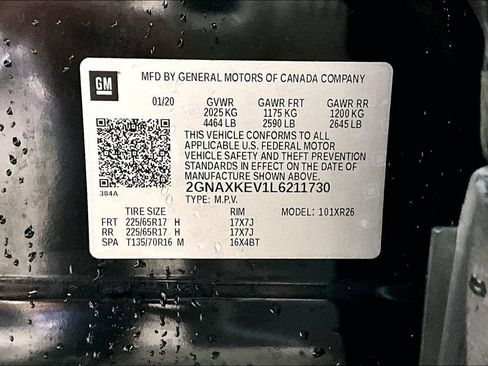 GM
MFD BY GENERAL MOTORS OF CANADA COMPANY
01/20 GVWR GAWR FRT GAWR RR
2025 KG 1175 KG 1200 KG
4464 LB 2590 LB 2645 LB
THIS VEHICLE CONFORMS TO ALL
APPLICABLE U.S. FEDERAL MOTOR
VEHICLE SAFETY AND THEFT PREVENTION
STANDARDS IN EFFECT ON THE DATE OF
MANUFACTURE SHOWN ABOVE.
384A
2GNAXKEV1L6211730
TYPE: M.P.V.
TIRE SIZE RIM MODEL: 101XR26
FRT 225/65R17 H 17X7J
RR 225/65R17 H 17X7J
SPA T135/70R16 M 16X4BT